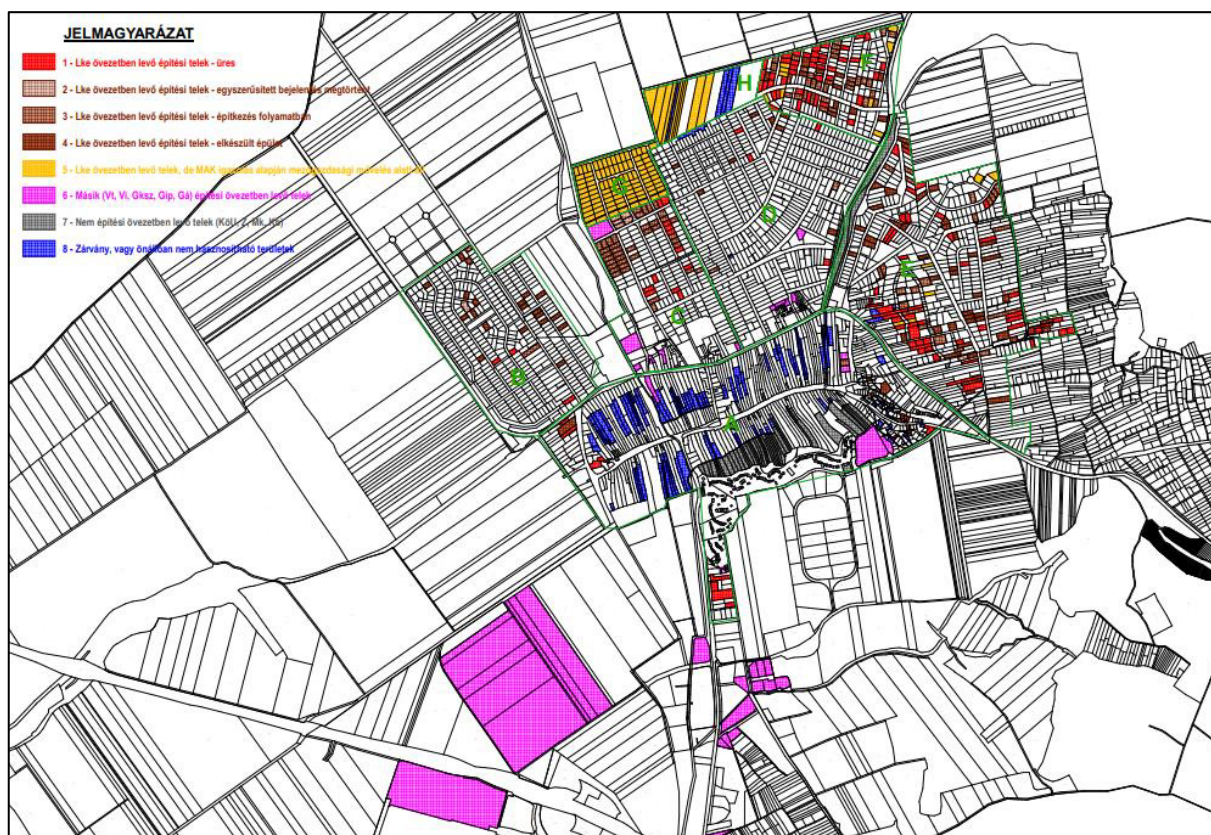 JELMAGYARÁZAT
1 - Lke övezetben levő építési telek - üres
2 - Lke övezetben levő építési telek - egyszerűsített bejelentés megtörtént
3 - Lke övezetben levő építési telek - építkezés folyamatban
4 - Lke övezetben levő építési telek - elkészült épület
5 - Lke övezetben levő telek, de MAK igazolás alapján mezőgazdasági művelés alatt áll
6 - Másik (Vt, Vi, Gksz, Gip, Gá) építési övezetben levő telek
7 - Nem építési övezetben levő telek (KöU, Z, Mk,
8 - Zárvány, vagy önállóan nem hasznosítható területek
H
F
G
D
E
C
B
A